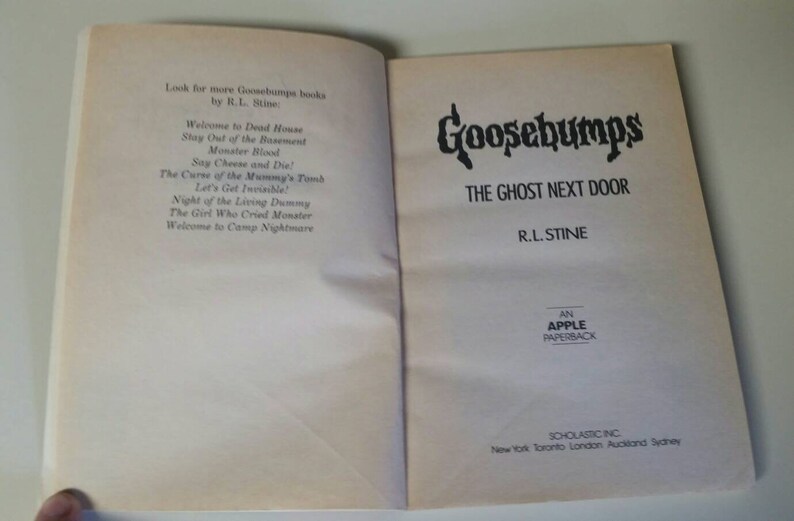 Look for more Goosebumps books
by R.L. Stine:
Welcome to Dead House
Stay Out of the Basement
Monster Blood
Say Cheese and Die!
The Curse of the Mummy's Tomb
Let's Get Invisible!
Night of the Living Dummy
The Girl Who Cried Monster
Welcome to Camp Nightmare
Goosebumps
THE GHOST NEXT DOOR
R.L. STINE
AN
APPLE
PAPERBACK
SCHOLASTIC INC.
New York Toronto London Auckland Sydney